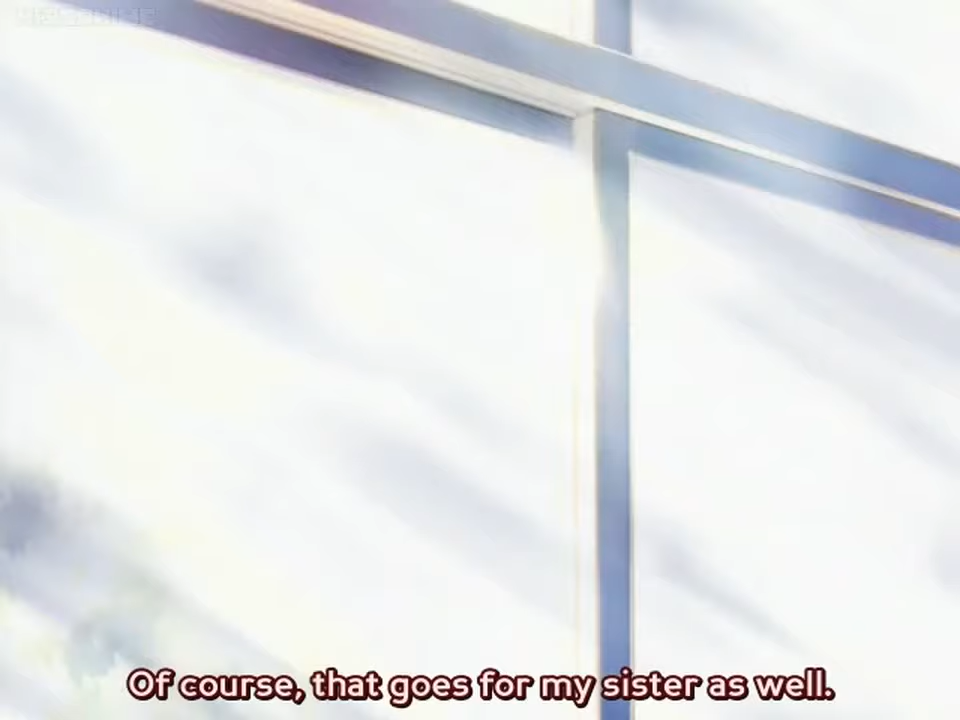 Of course, that goes for my sister as well.